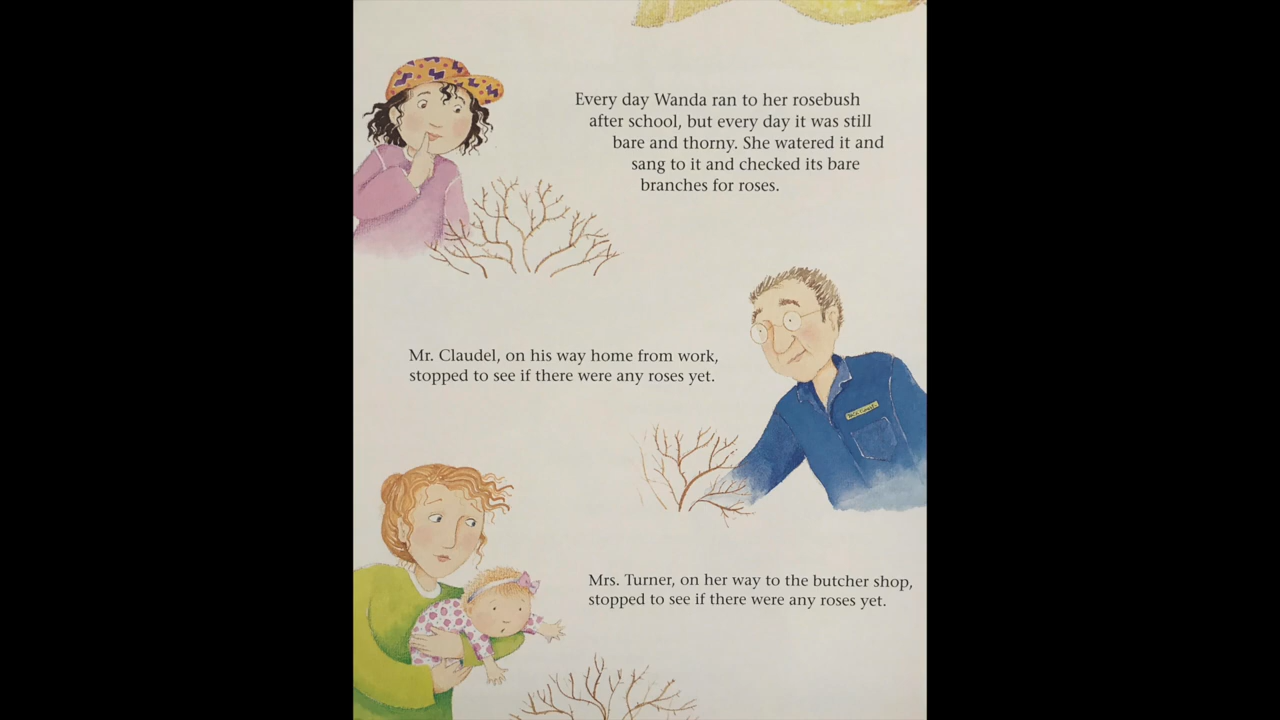 Every day Wanda ran to her rosebush
after school, but every day it was still
bare and thorny. She watered it and
sang to it and checked its bare
branches for roses.
Mr. Claudel, on his way home from work,
stopped to see if there were any roses yet.
Mrs. Turner, on her way to the butcher shop,
stopped to see if there were any roses yet.